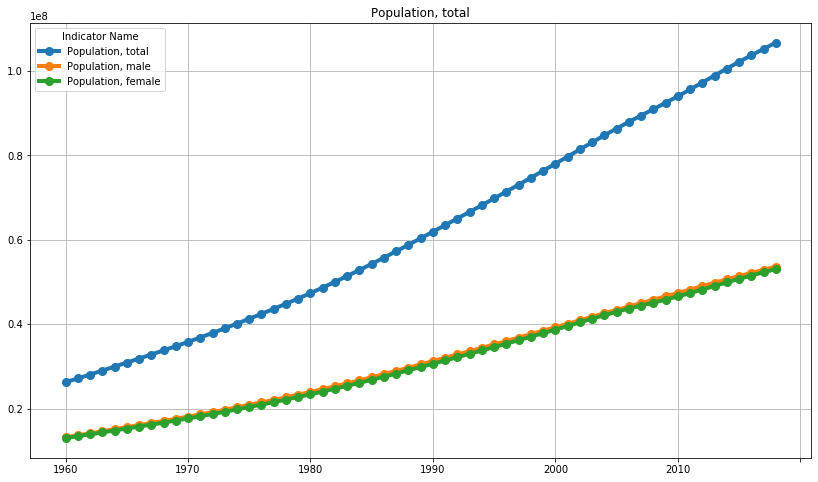 Population, total
1e8
Indicator Name
Population, total
Population, male
Population, female
1.0
0.8
0.6
0.4
0.2
1960 1970 1980 1990 2000 2010